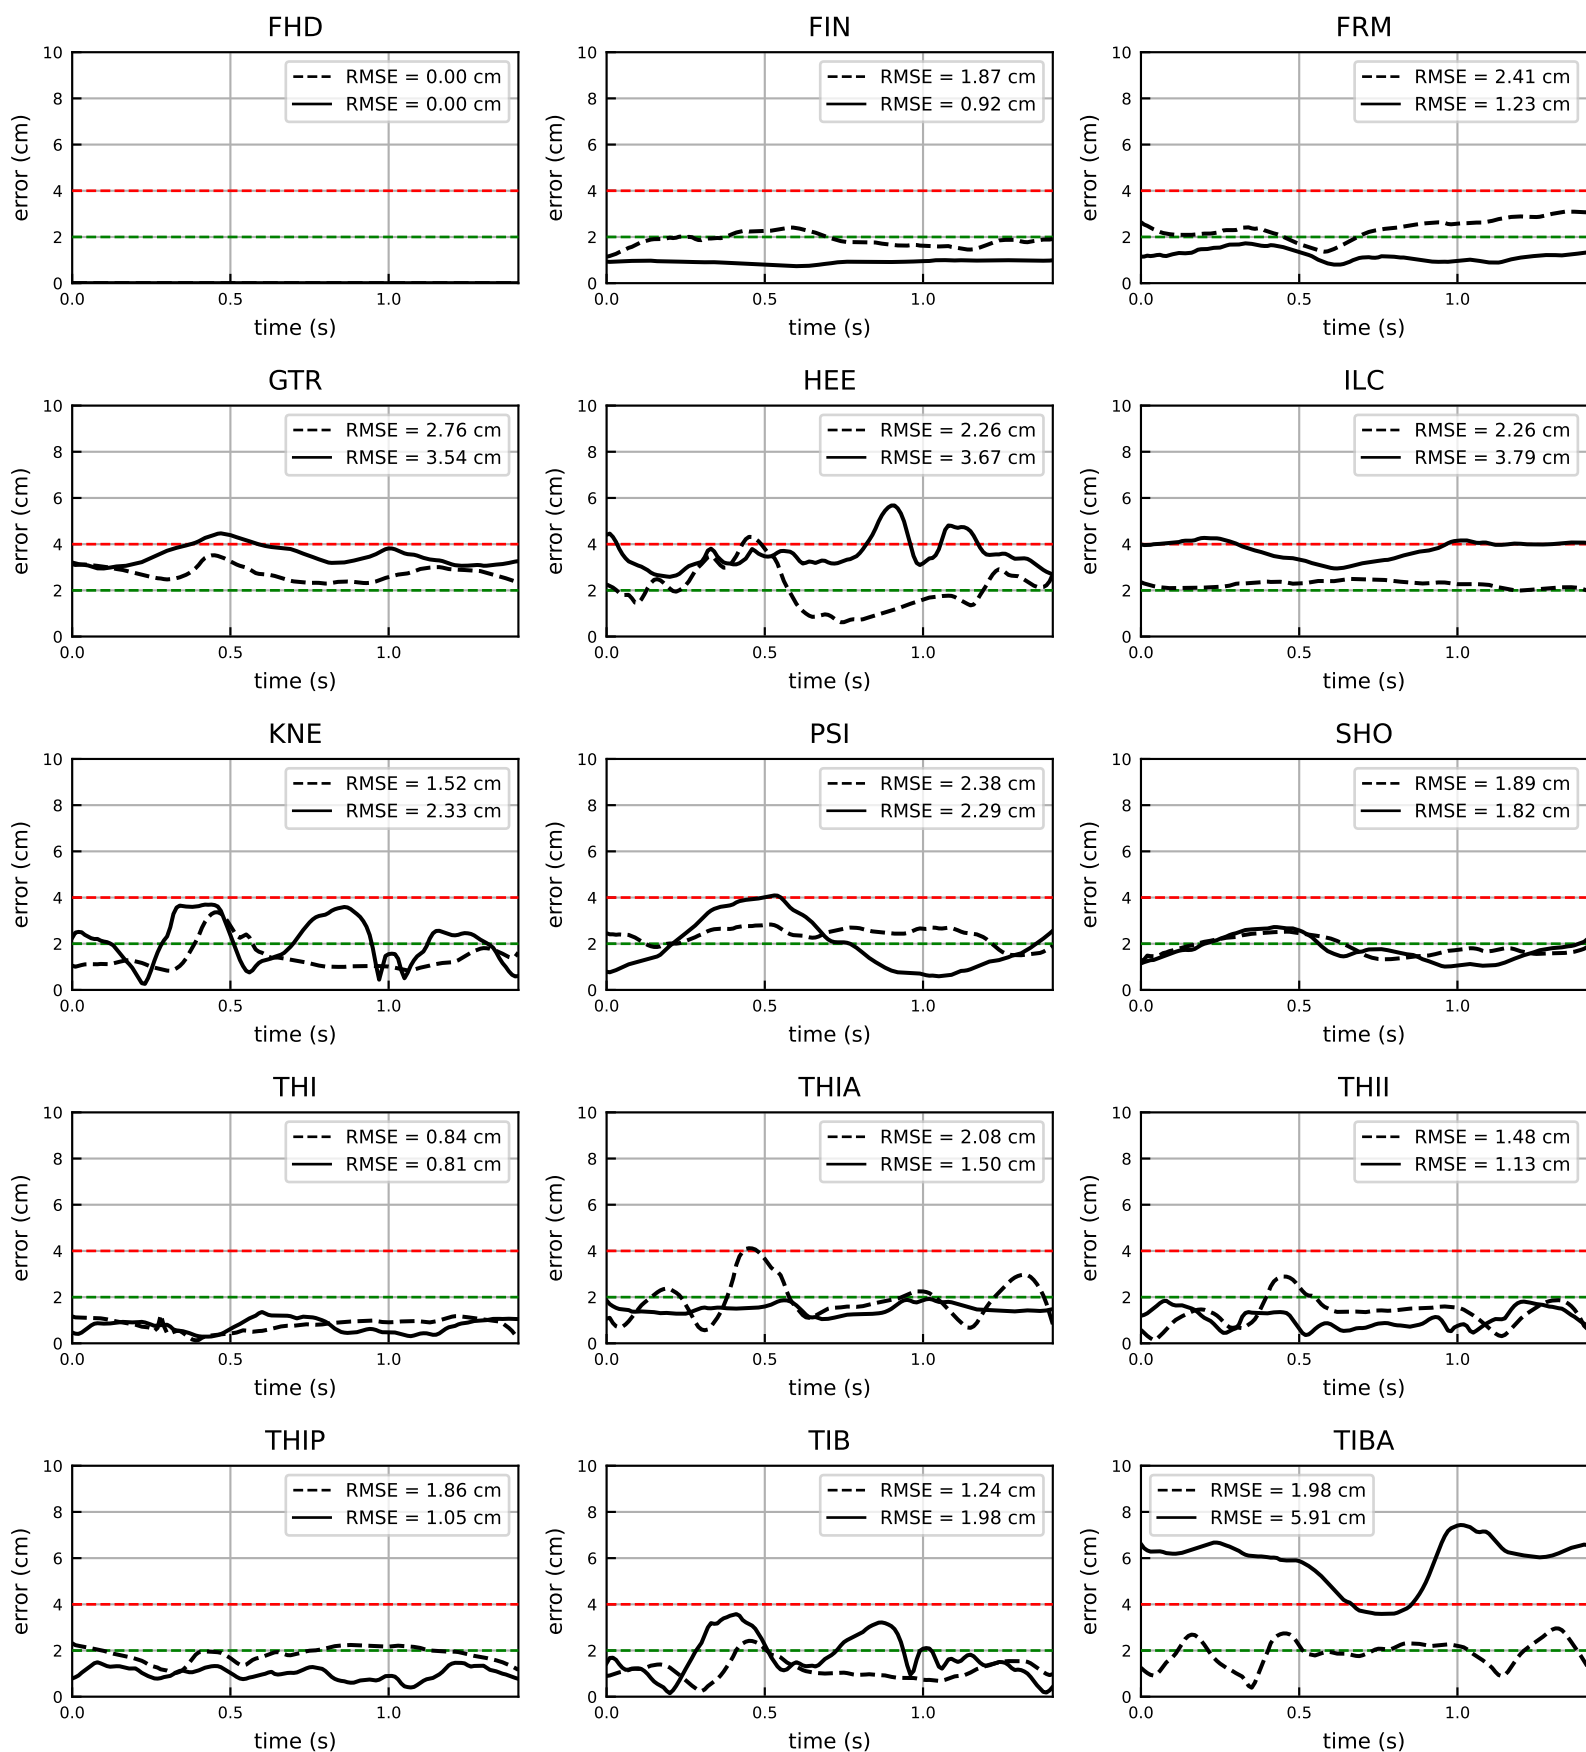 FHD
RMSE = 0.00 cm
RMSE = 0.00 cm
error (cm)
10
8
6
4
2
0
0.0 0.5 1.0
time (s)
FIN
RMSE = 1.87 cm
RMSE = 0.92 cm
error (cm)
10
8
6
4
2
0
0.0 0.5 1.0
time (s)
FRM
RMSE = 2.41 cm
RMSE = 1.23 cm
error (cm)
10
8
6
4
2
0
0.0 0.5 1.0
time (s)
GTR
RMSE = 2.76 cm
RMSE = 3.54 cm
error (cm)
10
8
6
4
2
0
0.0 0.5 1.0
time (s)
HEE
RMSE = 2.26 cm
RMSE = 3.67 cm
error (cm)
10
8
6
4
2
0
0.0 0.5 1.0
time (s)
ILC
RMSE = 2.26 cm
RMSE = 3.79 cm
error (cm)
10
8
6
4
2
0
0.0 0.5 1.0
time (s)
KNE
RMSE = 1.52 cm
RMSE = 2.33 cm
error (cm)
10
8
6
4
2
0
0.0 0.5 1.0
time (s)
PSI
RMSE = 2.38 cm
RMSE = 2.29 cm
error (cm)
10
8
6
4
2
0
0.0 0.5 1.0
time (s)
SHO
RMSE = 1.89 cm
RMSE = 1.82 cm
error (cm)
10
8
6
4
2
0
0.0 0.5 1.0
time (s)
THI
RMSE = 0.84 cm
RMSE = 0.81 cm
error (cm)
10
8
6
4
2
0
0.0 0.5 1.0
time (s)
THIA
RMSE = 2.08 cm
RMSE = 1.50 cm
error (cm)
10
8
6
4
2
0
0.0 0.5 1.0
time (s)
THII
RMSE = 1.48 cm
RMSE = 1.13 cm
error (cm)
10
8
6
4
2
0
0.0 0.5 1.0
time (s)
THIP
RMSE = 1.86 cm
RMSE = 1.05 cm
error (cm)
10
8
6
4
2
0
0.0 0.5 1.0
time (s)
TIB
RMSE = 1.24 cm
RMSE = 1.98 cm
error (cm)
10
8
6
4
2
0
0.0 0.5 1.0
time (s)
TIBA
RMSE = 1.98 cm
RMSE = 5.91 cm
error (cm)
10
8
6
4
2
0
0.0 0.5 1.0
time (s)